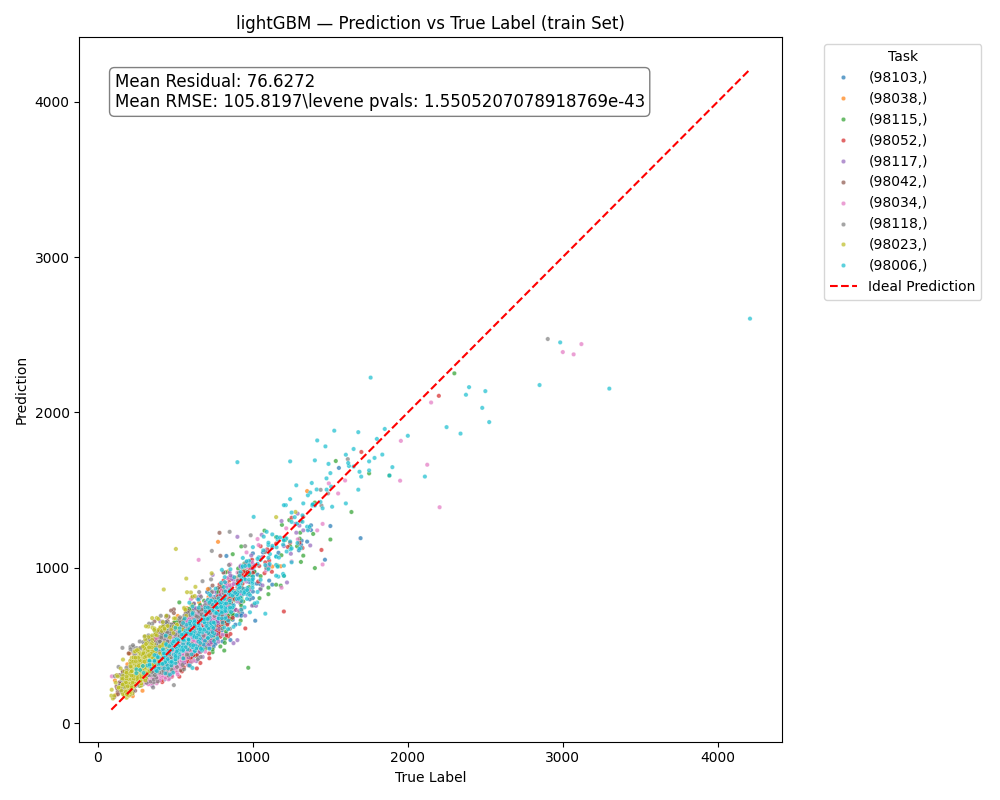 lightGBM — Prediction vs True Label (train Set)
Mean Residual: 76.6272
Mean RMSE: 105.8197\levene pvals: 1.5505207078918769e-43
Task
(98103,)
(98038,)
(98115,)
(98052,)
(98117,)
(98042,)
(98034,)
(98118,)
(98023,)
(98006,)
Ideal Prediction
Prediction
4000
3000
2000
1000
0
0 1000 2000 3000 4000
True Label